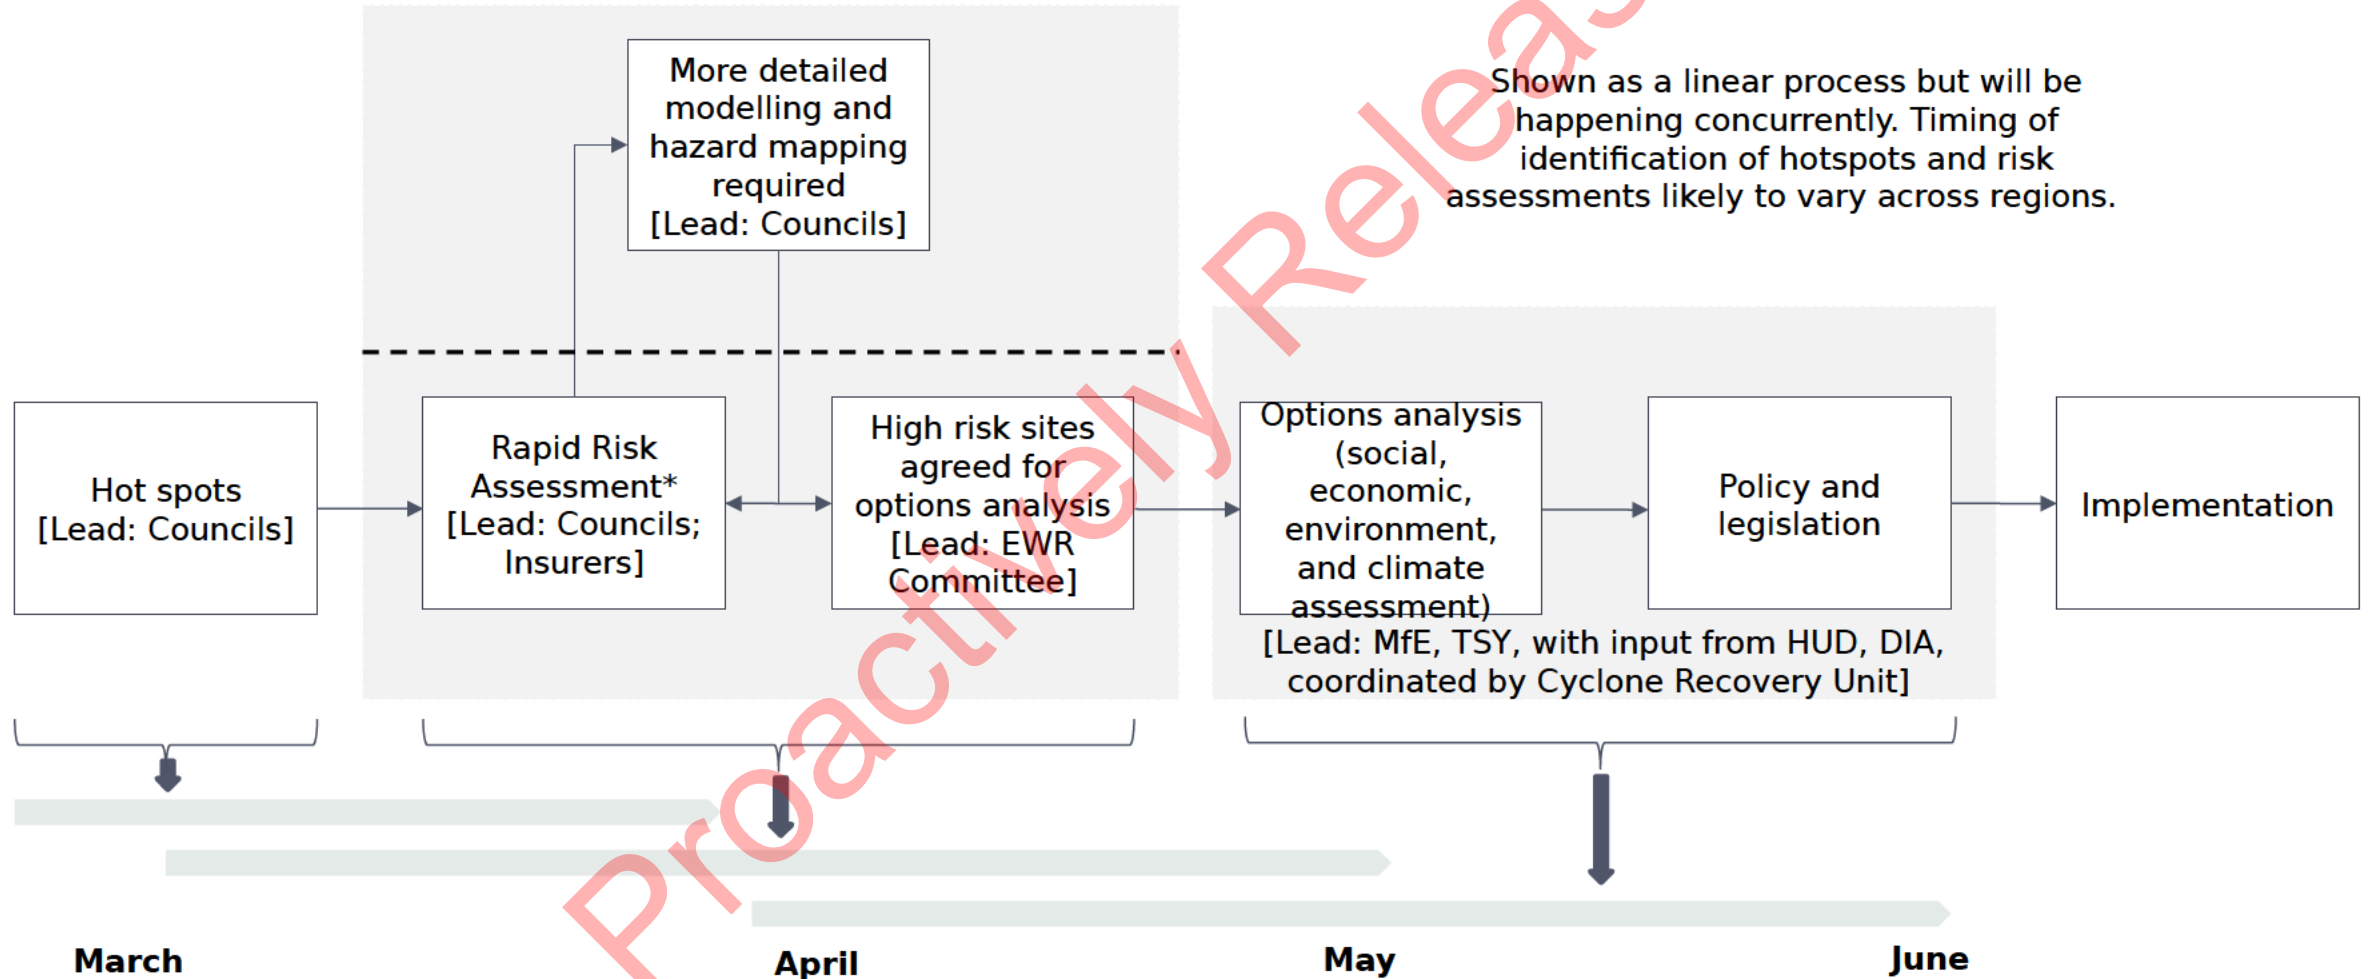 More detailed
modelling and
hazard mapping
required
[Lead: Councils]
Shown as a linear process but will be
happening concurrently. Timing of
identification of hotspots and risk
assessments likely to vary across regions.
Hot spots
[Lead: Councils]
Rapid Risk
Assessment*
[Lead: Councils;
Insurers]
High risk sites
agreed for
options analysis
[Lead: EWR
Committee]
Options analysis
(social,
economic,
environment,
and climate
assessment)
Policy and
legislation
[Lead: MfE, TSY, with input from HUD, DIA,
coordinated by Cyclone Recovery Unit]
Implementation
March
April
May
June
Proactively